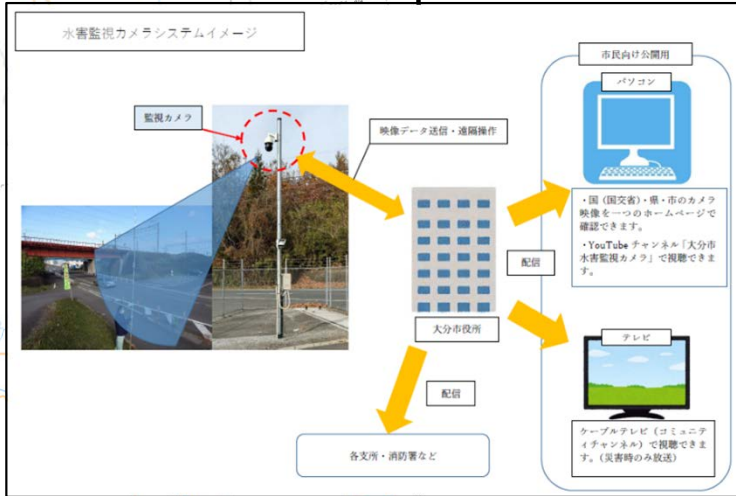 水害監視カメラシステムイメージ
市民向け公開用
パソコン
監視カメラ
映像データ送信・遠隔操作
・国（国交省）・県・市のカメラ
映像を一つのホームページで
確認できます。
・YouTube チャンネル「大分市
水害監視カメラ」で視聴できま
す。
配信
大分市役所
テレビ
配信
ケーブルテレビ（コミュニテ
ィチャンネル）で視聴できま
す。（災害時のみ放送）
各支所・消防署など